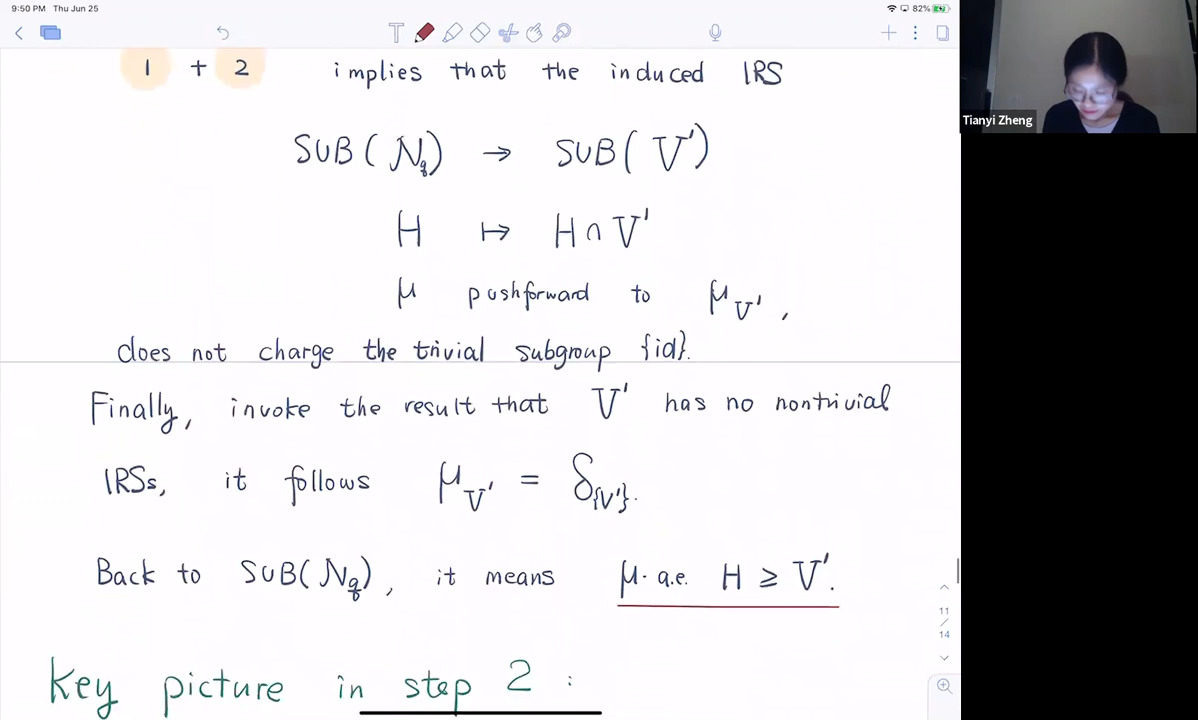 9:50 PM Thu Jun 25
82%
1 + 2 implies that the induced IRS
SUB(N_q) → SUB(V')
H ↦ H ∩ V'
μ pushforward to μ_V' ,
does not charge the trivial subgroup {id}.
Finally, invoke the result that V' has no nontrivial
IRSs, it follows μ_V' = δ_{V'}.
Back to SUB(N_q), it means μ. a.e. H ≥ V'.
key picture in step 2 :
11
/
14
Tianyi Zheng